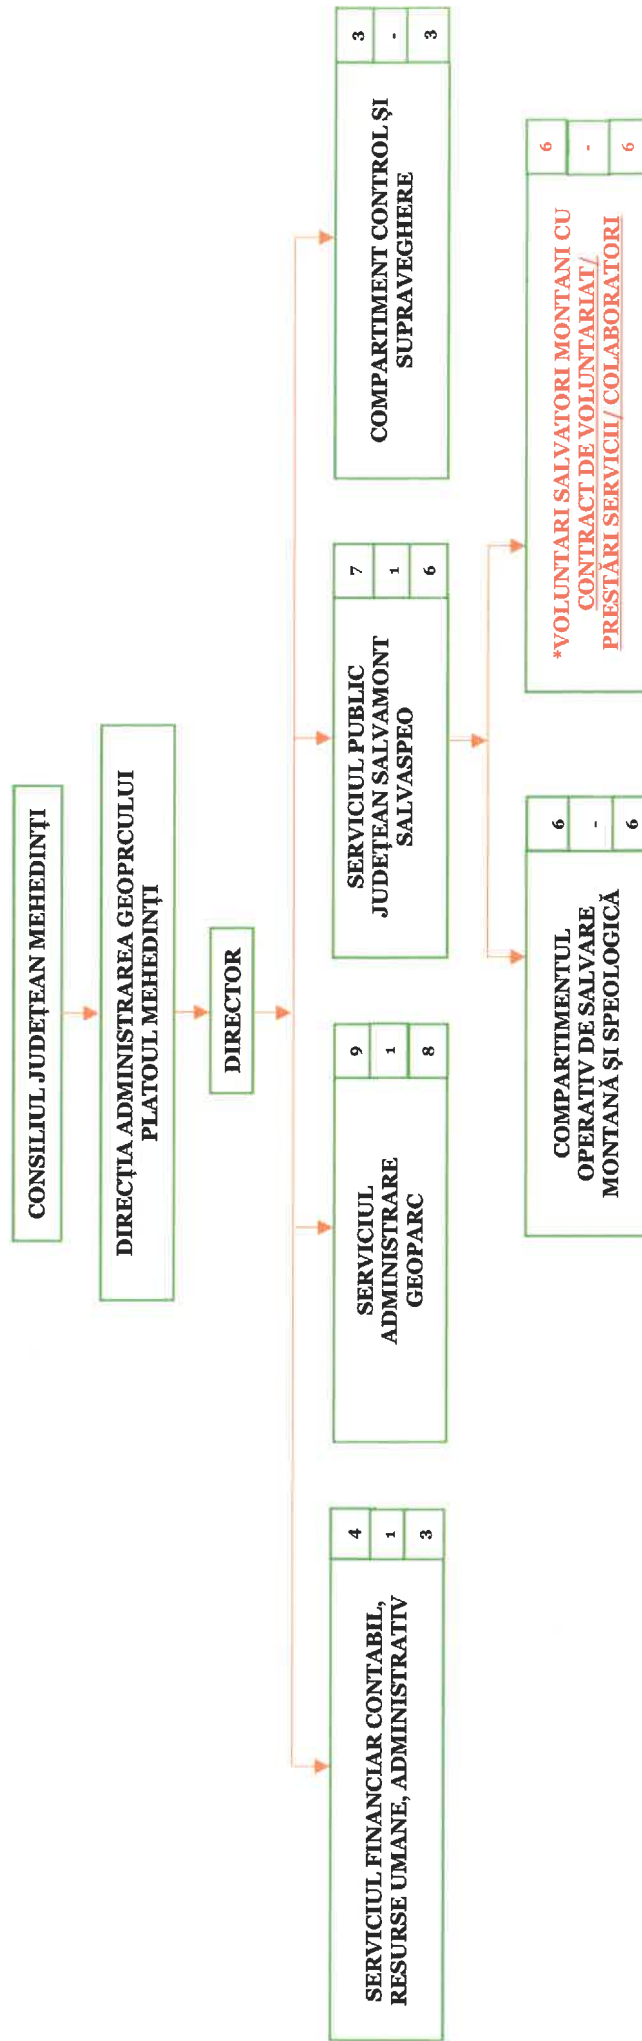 CONSILIUL JUDEȚEAN MEHEDINȚI
DIRECȚIA ADMINISTRAREA GEOPRCULUI
PLATOUL MEHEDINȚI
DIRECTOR
SERVICIUL FINANCIAR CONTABIL,
RESURSE UMANE, ADMINISTRATIV
4
1
3
SERVICIUL
ADMINISTRARE
GEOPARC
9
1
8
SERVICIUL PUBLIC
JUDEȚEAN SALVAMONT
SALVASPEO
7
1
6
COMPARTIMENT CONTROL ȘI
SUPRAVEGHERE
3
-
3
COMPARTIMENTUL
OPERATIV DE SALVARE
MONTANĂ ȘI SPEOLOGICĂ
6
-
6
*VOLUNTARI SALVATORI MONTANI CU
CONTRACT DE VOLUNTARIAT/
PRESTĂRI SERVICII/ COLABORATORI
6
-
6